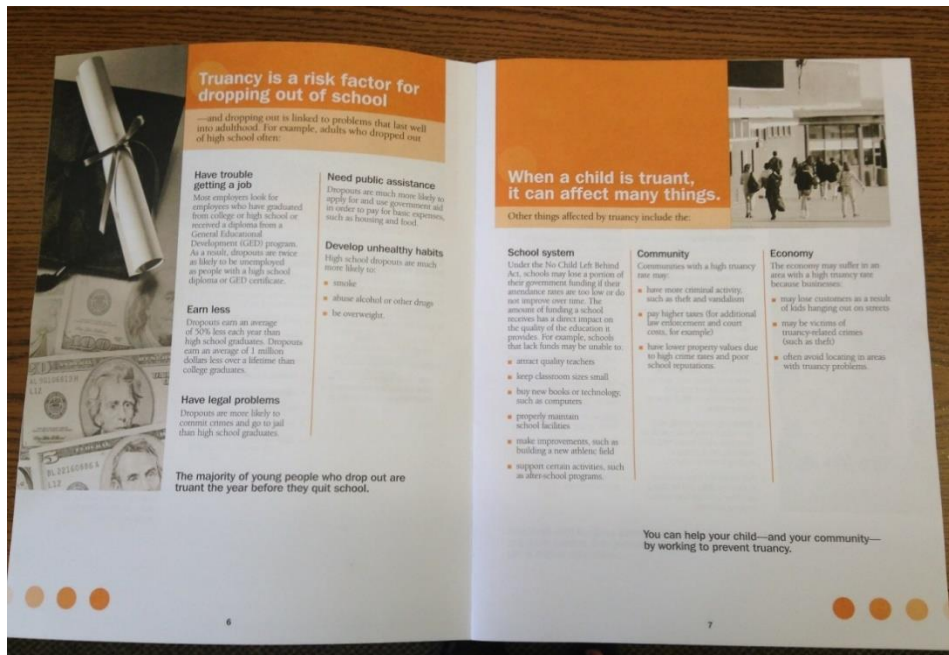 Truancy is a risk factor for
dropping out of school
—and dropping out is linked to problems that last well
into adulthood. For example, adults who dropped out
of high school often:
Have trouble
getting a job
Most employers look for
employees who have graduated
from college or high school or
received a diploma from a
General Educational
Development (GED) program.
As a result, dropouts are twice
as likely to be unemployed
as people with a high school
diploma or GED certificate.
Earn less
Dropouts earn an average
of 50% less each year than
high school graduates. Dropouts
earn an average of 1 million
dollars less over a lifetime than
college graduates.
Have legal problems
Dropouts are more likely to
commit crimes and go to jail
than high school graduates.
Need public assistance
Dropouts are much more likely to
apply for and use government aid
in order to pay for basic expenses,
such as housing and food.
Develop unhealthy habits
High school dropouts are much
more likely to:
smoke
abuse alcohol or other drugs
be overweight.
The majority of young people who drop out are
truant the year before they quit school.
6
When a child is truant,
it can affect many things.
Other things affected by truancy include the:
School system
Under the No Child Left Behind
Act, schools may lose a portion of
their government funding if their
attendance rates are too low or do
not improve over time. The
amount of funding a school
receives has a direct impact on
the quality of the education it
provides. For example, schools
that lack funds may be unable to:
attract quality teachers
keep classroom sizes small
buy new books or technology,
such as computers
properly maintain
school facilities
make improvements, such as
building a new athletic field
support certain activities, such
as after-school programs.
Community
Communities with a high truancy
rate may:
have more criminal activity,
such as theft and vandalism
pay higher taxes (for additional
law enforcement and court
costs, for example)
have lower property values due
to high crime rates and poor
school reputations.
Economy
The economy may suffer in an
area with a high truancy rate
because businesses:
may lose customers as a result
of kids hanging out on streets
may be victims of
truancy-related crimes
(such as theft)
often avoid locating in areas
with truancy problems.
You can help your child—and your community—
by working to prevent truancy.
7